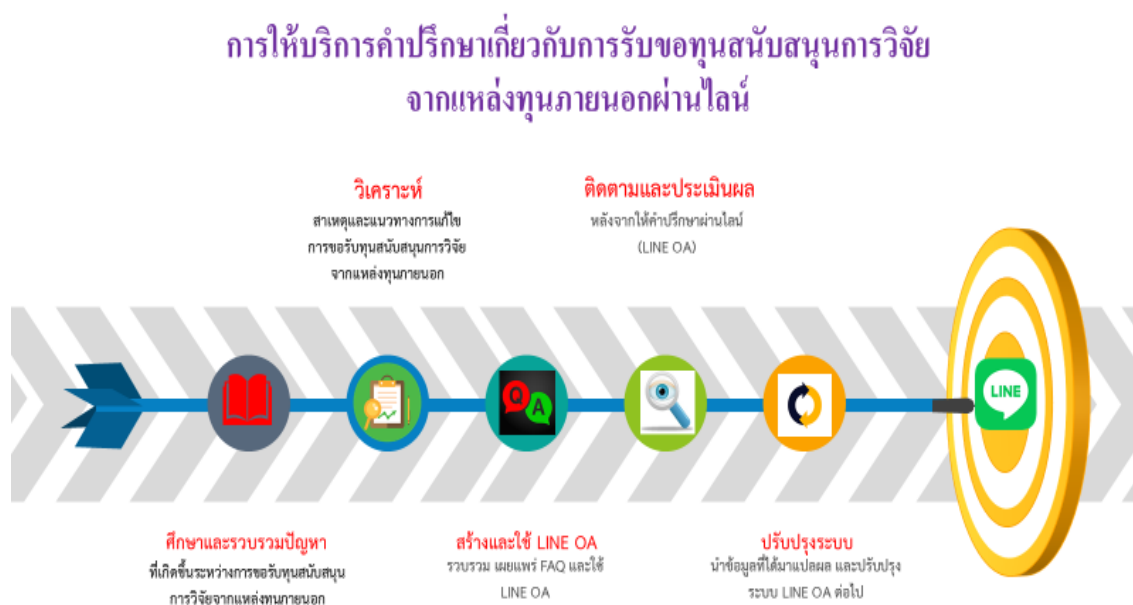 การให้บริการคำปรึกษาเกี่ยวกับการรับขอทุนสนับสนุนการวิจัย
จากแหล่งทุนภายนอกผ่านไลน์
วิเคราะห์
สาเหตุและแนวทางการแก้ไข
การขอรับทุนสนับสนุนการวิจัย
จากแหล่งทุนภายนอก
ติดตามและประเมินผล
หลังจากให้คำปรึกษาผ่านไลน์
(LINE OA)
Q A
LINE
ศึกษาและรวบรวมปัญหา
ที่เกิดขึ้นระหว่างการขอรับทุนสนับสนุน
การวิจัยจากแหล่งทุนภายนอก
สร้างและใช้ LINE OA
รวบรวม เผยแพร่ FAQ และใช้
LINE OA
ปรับปรุงระบบ
นำข้อมูลที่ได้มาแปลผล และปรับปรุง
ระบบ LINE OA ต่อไป